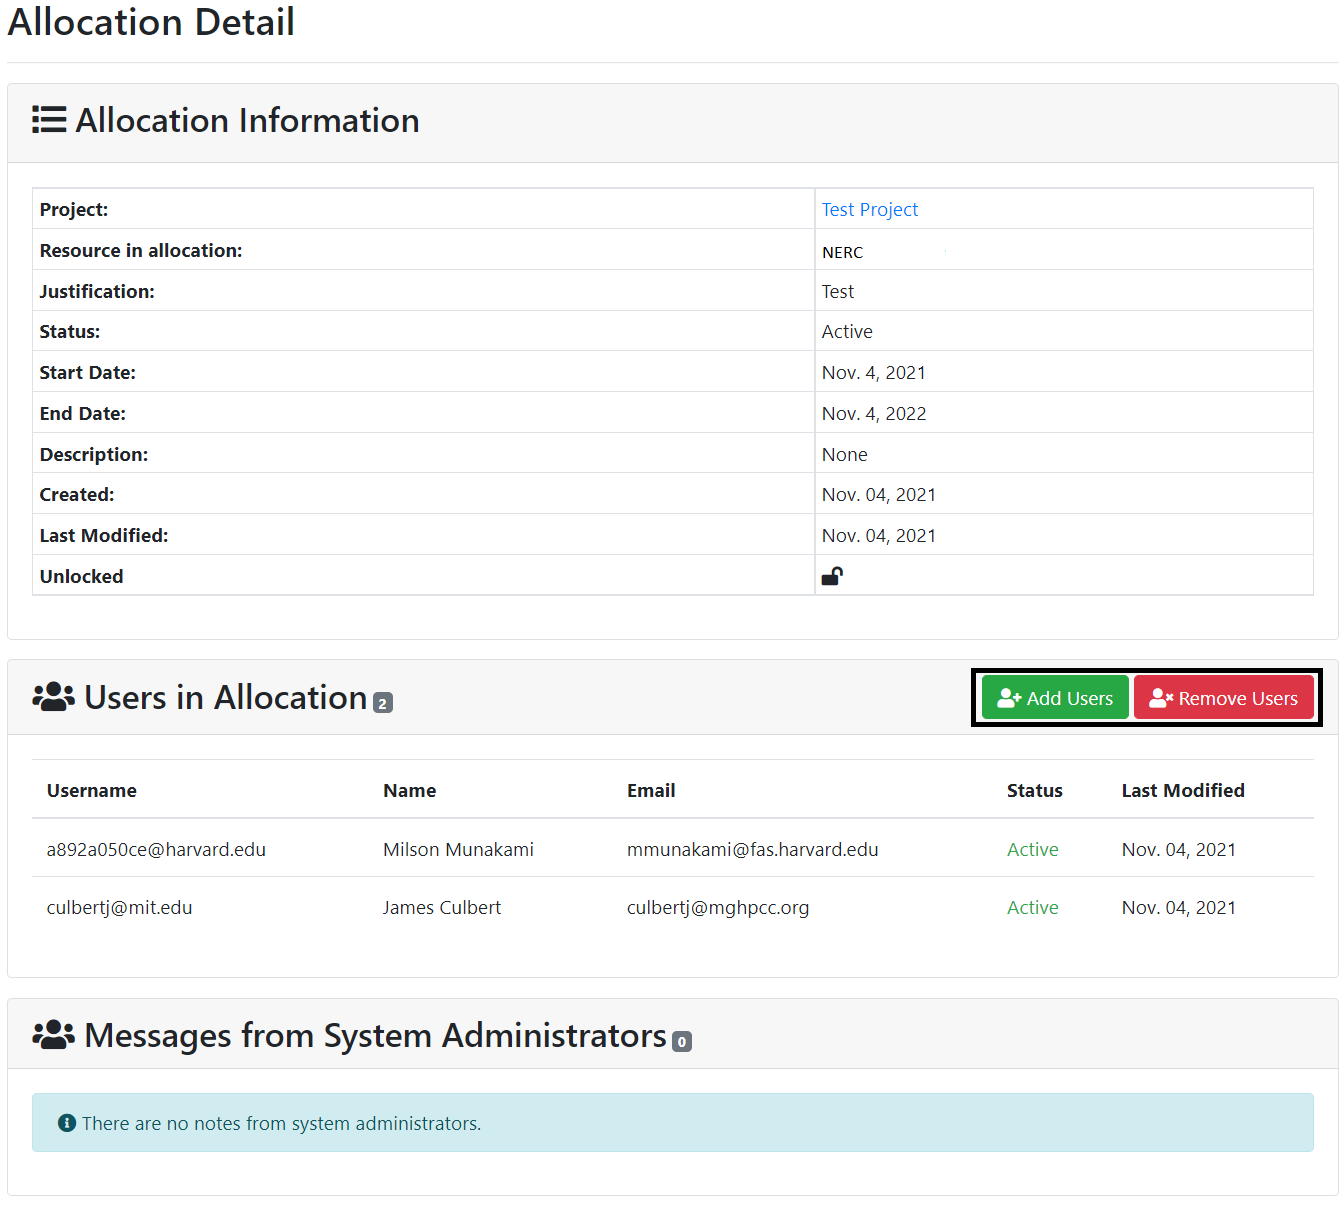 Allocation Detail
Allocation Information
Project: Test Project
Resource in allocation: NERC
Justification: Test
Status: Active
Start Date: Nov. 4, 2021
End Date: Nov. 4, 2022
Description: None
Created: Nov. 04, 2021
Last Modified: Nov. 04, 2021
Unlocked
Users in Allocation 2 Add Users Remove Users
Username Name Email Status Last Modified
a892a050ce@harvard.edu Milson Munakami mmunakami@fas.harvard.edu Active Nov. 04, 2021
culbertj@mit.edu James Culbert culbertj@mghpcc.org Active Nov. 04, 2021
Messages from System Administrators 0
There are no notes from system administrators.